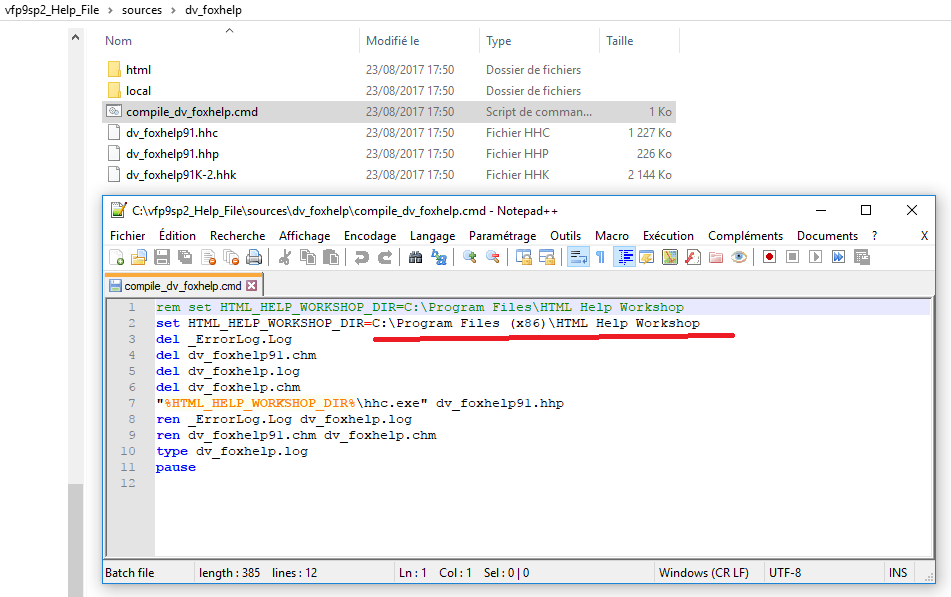 vfp9sp2_Help_File > sources > dv_foxhelp
Nom Modifié le Type Taille
html 23/08/2017 17:50 Dossier de fichiers
local 23/08/2017 17:50 Dossier de fichiers
compile_dv_foxhelp.cmd 23/08/2017 17:50 Script de comman... 1 Ko
dv_foxhelp91.hhc 23/08/2017 17:50 Fichier HHC 1 227 Ko
dv_foxhelp91.hhp 23/08/2017 17:50 Fichier HHP 226 Ko
dv_foxhelp91K-2.hhk 23/08/2017 17:50 Fichier HHK 2 144 Ko
C:\vfp9sp2_Help_File\sources\dv_foxhelp\compile_dv_foxhelp.cmd - Notepad++
Fichier Édition Recherche Affichage Encodage Langage Paramétrage Outils Macro Exécution Compléments Documents ? X
compile_dv_foxhelp.cmd
1 rem set HTML_HELP_WORKSHOP_DIR=C:\Program Files\HTML Help Workshop
2 set HTML_HELP_WORKSHOP_DIR=C:\Program Files (x86)\HTML Help Workshop
3 del _ErrorLog.Log
4 del dv_foxhelp91.chm
5 del dv_foxhelp.log
6 del dv_foxhelp.chm
7 "%HTML_HELP_WORKSHOP_DIR%\hhc.exe" dv_foxhelp91.hhp
8 ren _ErrorLog.Log dv_foxhelp.log
9 ren dv_foxhelp91.chm dv_foxhelp.chm
10 type dv_foxhelp.log
11 pause
12
Batch file length : 385 lines : 12 Ln : 1 Col : 1 Sel : 0 | 0 Windows (CR LF) UTF-8 INS